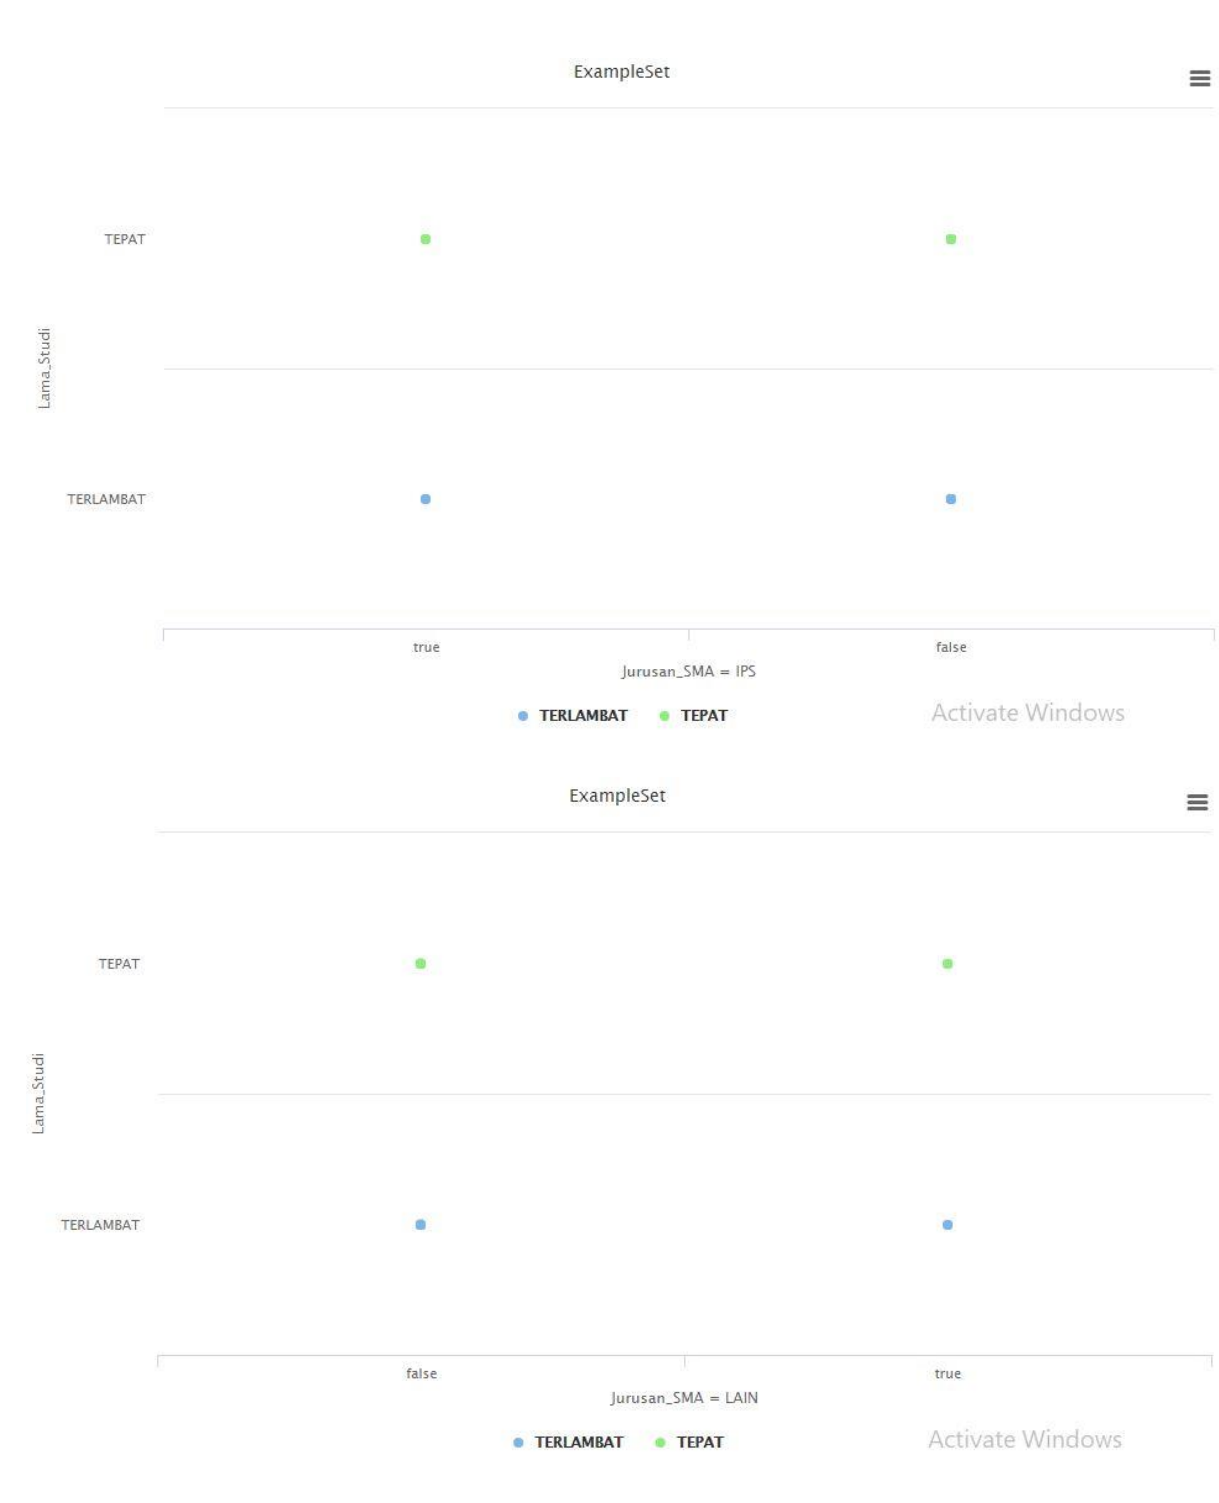 ExampleSet
TEPAT
Lama_Studi
TERLAMBAT
true false
Jurusan_SMA = IPS
TERLAMBAT TEPAT
Activate Windows
ExampleSet
TEPAT
Lama_Studi
TERLAMBAT
false true
Jurusan_SMA = LAIN
TERLAMBAT TEPAT
Activate Windows